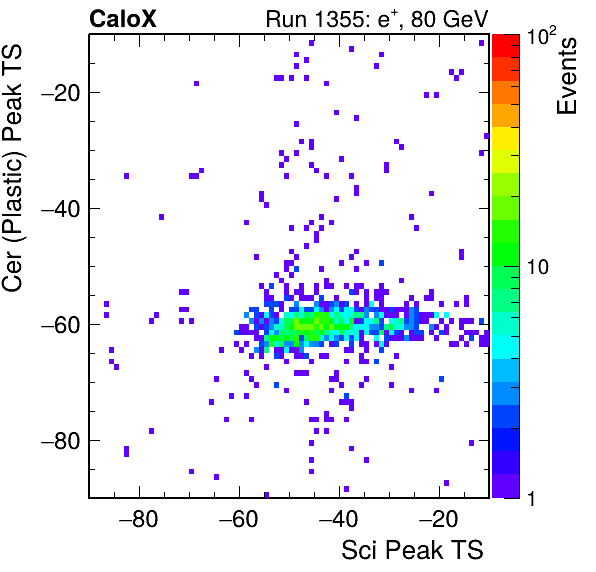 CaloX
Run 1355: e⁺, 80 GeV
Cer (Plastic) Peak TS
−20
−40
−60
−80
−80
−60
−40
−20
Sci Peak TS
10²
10
1
Events